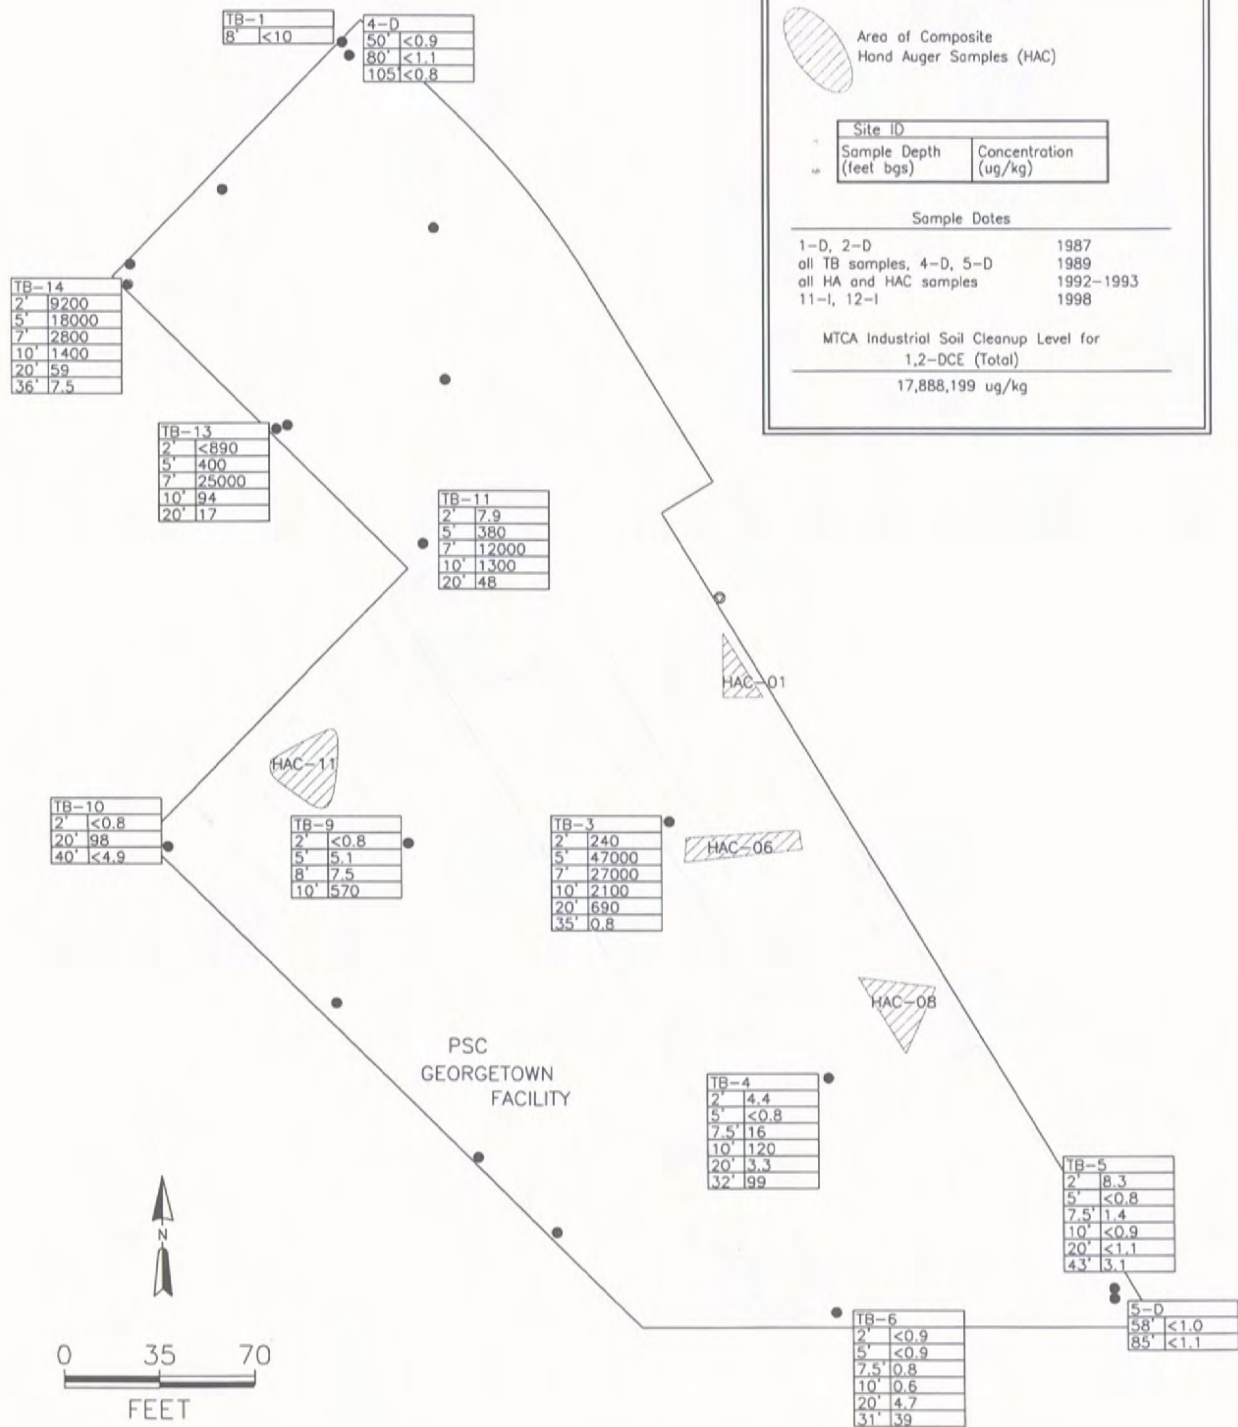 TB-1
8' <10
4-D
50' <0.9
80' <1.1
105' <0.8
Area of Composite
Hand Auger Samples (HAC)
Site ID
Sample Depth Concentration
(feet bgs) (ug/kg)
Sample Dates
1-D, 2-D 1987
all TB samples, 4-D, 5-D 1989
all HA and HAC samples 1992-1993
11-I, 12-I 1998
MTCA Industrial Soil Cleanup Level for
1,2-DCE (Total)
17,888,199 ug/kg
TB-14
2' 9200
5' 18000
7' 2800
10' 1400
20' 59
36' 7.5
TB-13
2' <890
5' 400
7' 25000
10' 94
20' 17
TB-11
2' 7.9
5' 380
7' 12000
10' 1300
20' 48
HAC-01
HAC-11
TB-10
2' <0.8
20' 98
40' <4.9
TB-9
2' <0.8
5' 5.1
8' 7.5
10' 570
TB-3
2' 240
5' 47000
7' 27000
10' 2100
20' 690
35' 0.8
HAC-06
HAC-08
PSC
GEORGETOWN
FACILITY
TB-4
2' 4.4
5' <0.8
7.5' 16
10' 120
20' 3.3
32' 99
TB-5
2' 8.3
5' <0.8
7.5' 1.4
10' <0.9
20' <1.1
43' 3.1
5-D
58' <1.0
85' <1.1
TB-6
2' <0.9
5' <0.9
7.5' 0.8
10' 0.6
20' 4.7
31' 39
N
0 35 70
FEET